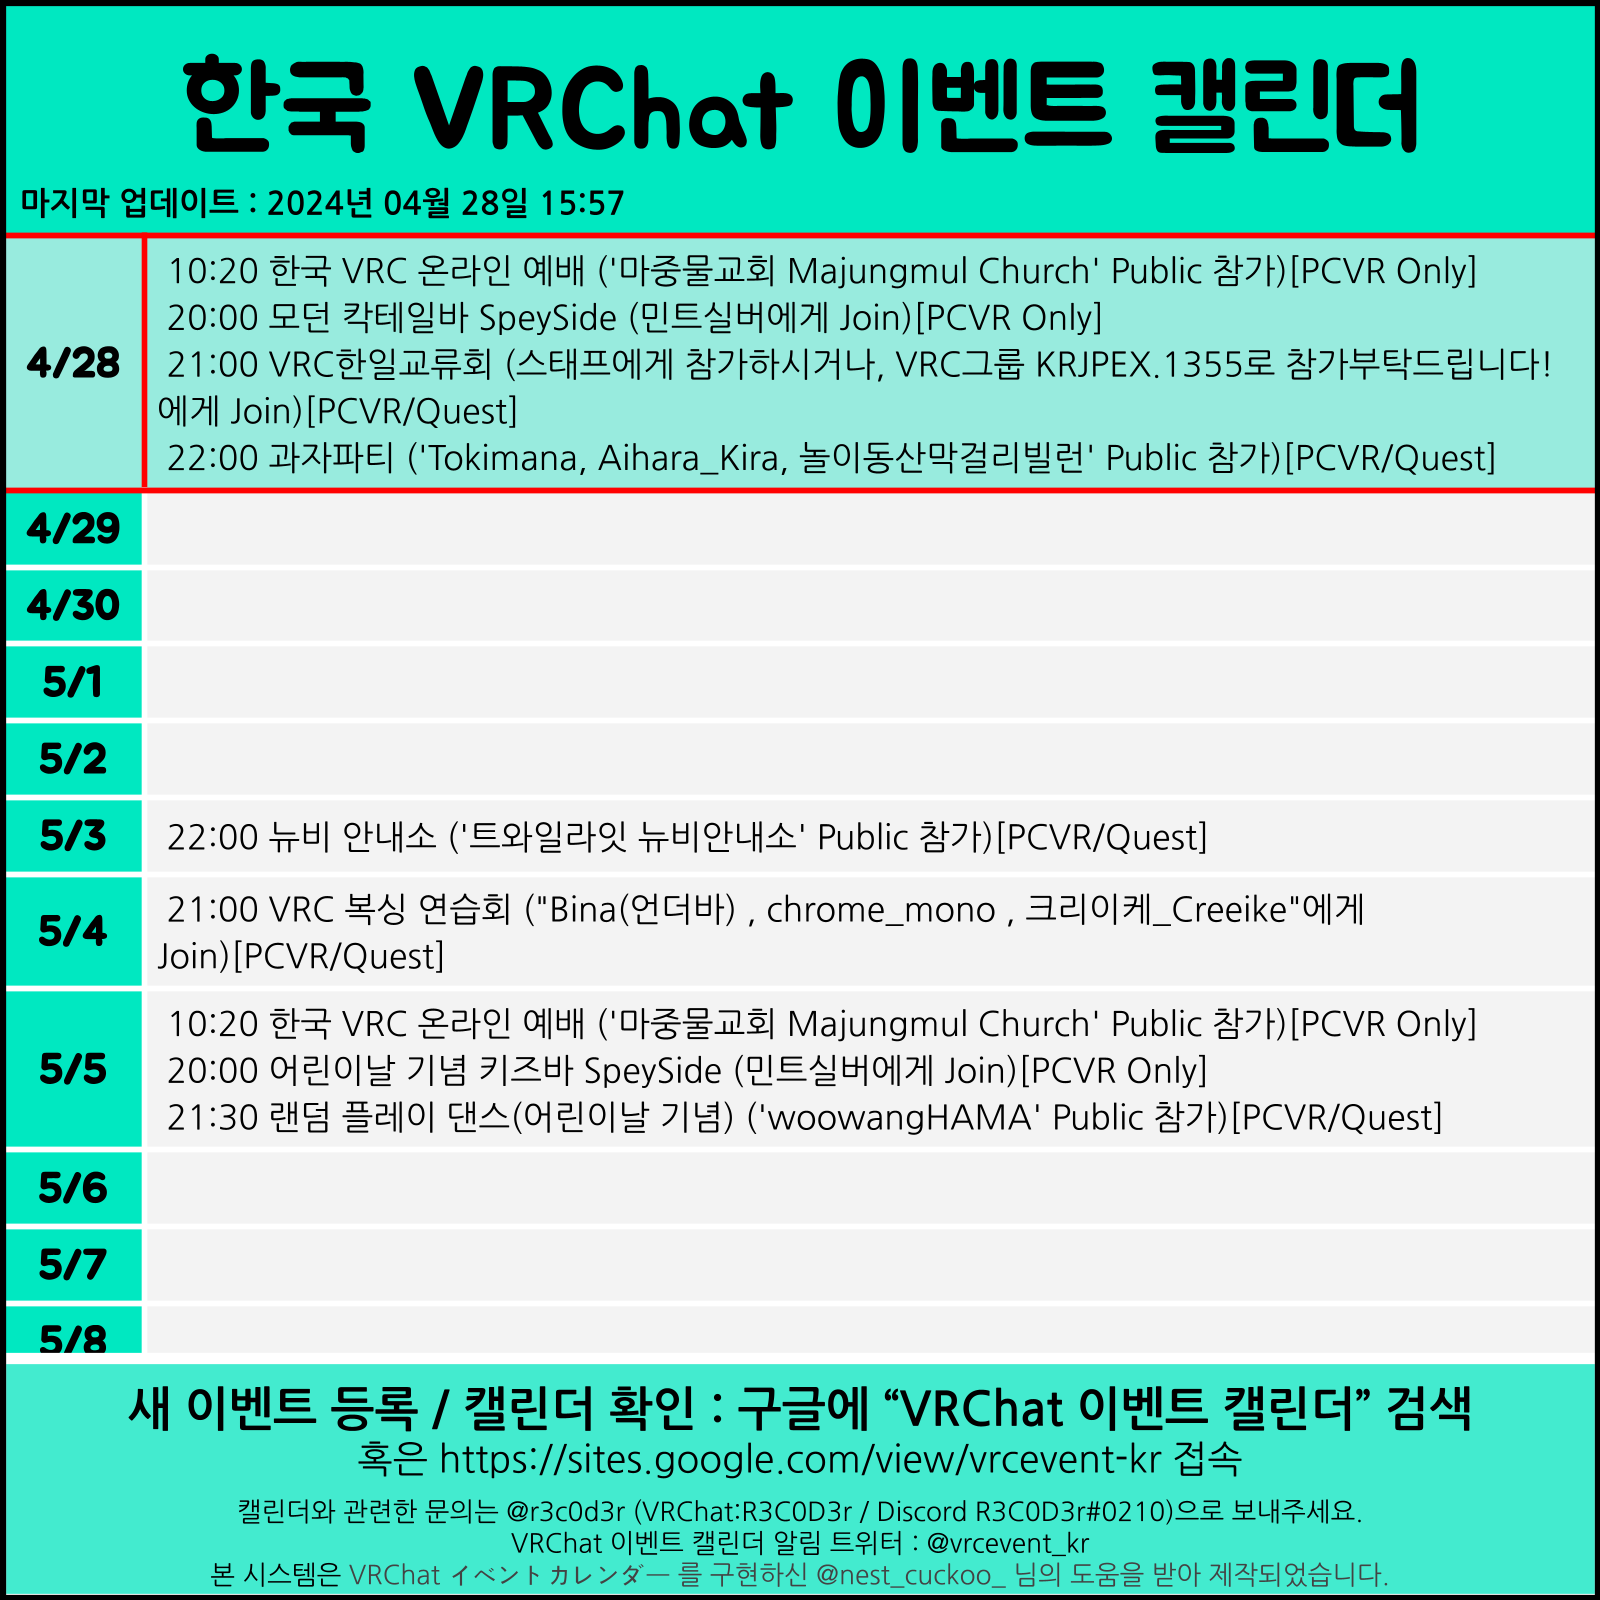 한국 VRChat 이벤트 캘린더
마지막 업데이트 : 2024년 04월 28일 15:57
4/28
10:20 한국 VRC 온라인 예배 ('마중물교회 Majungmul Church' Public 참가)[PCVR Only]
20:00 모던 칵테일바 SpeySide (민트실버에게 Join)[PCVR Only]
21:00 VRC한일교류회 (스태프에게 참가하시거나, VRC그룹 KRJPEX.1355로 참가부탁드립니다!
에게 Join)[PCVR/Quest]
22:00 과자파티 ('Tokimana, Aihara_Kira, 놀이동산막걸리빌런' Public 참가)[PCVR/Quest]
4/29
4/30
5/1
5/2
5/3
22:00 뉴비 안내소 ('트와일라잇 뉴비안내소' Public 참가)[PCVR/Quest]
5/4
21:00 VRC 복싱 연습회 ("Bina(언더바) , chrome_mono , 크리이케_Creeike"에게
Join)[PCVR/Quest]
5/5
10:20 한국 VRC 온라인 예배 ('마중물교회 Majungmul Church' Public 참가)[PCVR Only]
20:00 어린이날 기념 키즈바 SpeySide (민트실버에게 Join)[PCVR Only]
21:30 랜덤 플레이 댄스(어린이날 기념) ('woowangHAMA' Public 참가)[PCVR/Quest]
5/6
5/7
5/8
새 이벤트 등록 / 캘린더 확인 : 구글에 “VRChat 이벤트 캘린더” 검색
혹은 https://sites.google.com/view/vrcevent-kr 접속
캘린더와 관련한 문의는 @r3c0d3r (VRChat:R3C0D3r / Discord R3C0D3r#0210)으로 보내주세요.
VRChat 이벤트 캘린더 알림 트위터 : @vrcevent_kr
본 시스템은 VRChat イベントカレンダー 를 구현하신 @nest_cuckoo_ 님의 도움을 받아 제작되었습니다.